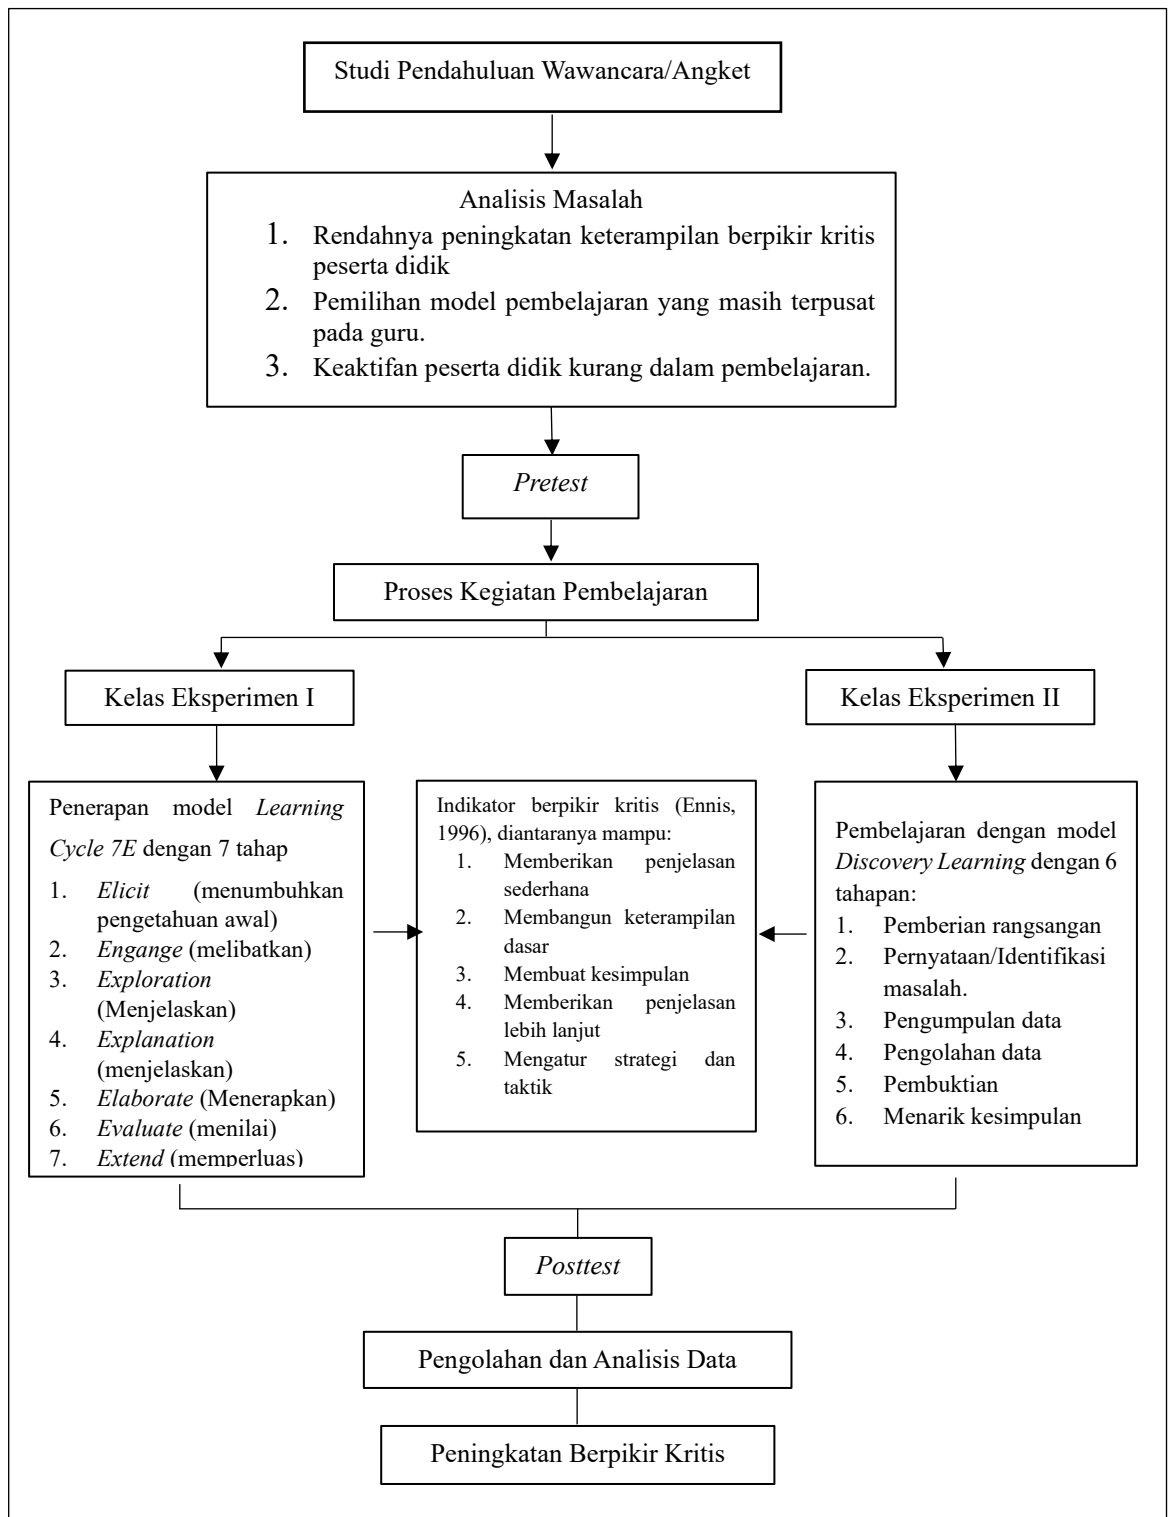 Studi Pendahuluan Wawancara/Angket
Analisis Masalah
1. Rendahnya peningkatan keterampilan berpikir kritis
peserta didik
2. Pemilihan model pembelajaran yang masih terpusat
pada guru.
3. Keaktifan peserta didik kurang dalam pembelajaran.
Pretest
Proses Kegiatan Pembelajaran
Kelas Eksperimen I
Kelas Eksperimen II
Penerapan model Learning
Cycle 7E dengan 7 tahap
1. Elicit (menumbuhkan
pengetahuan awal)
2. Engange (melibatkan)
3. Exploration
(Menjelaskan)
4. Explanation
(menjelaskan)
5. Elaborate (Menerapkan)
6. Evaluate (menilai)
7. Extend (memperluas)
Indikator berpikir kritis (Ennis,
1996), diantaranya mampu:
1. Memberikan penjelasan
sederhana
2. Membangun keterampilan
dasar
3. Membuat kesimpulan
4. Memberikan penjelasan
lebih lanjut
5. Mengatur strategi dan
taktik
Pembelajaran dengan model
Discovery Learning dengan 6
tahapan:
1. Pemberian rangsangan
2. Pernyataan/Identifikasi
masalah.
3. Pengumpulan data
4. Pengolahan data
5. Pembuktian
6. Menarik kesimpulan
Posttest
Pengolahan dan Analisis Data
Peningkatan Berpikir Kritis